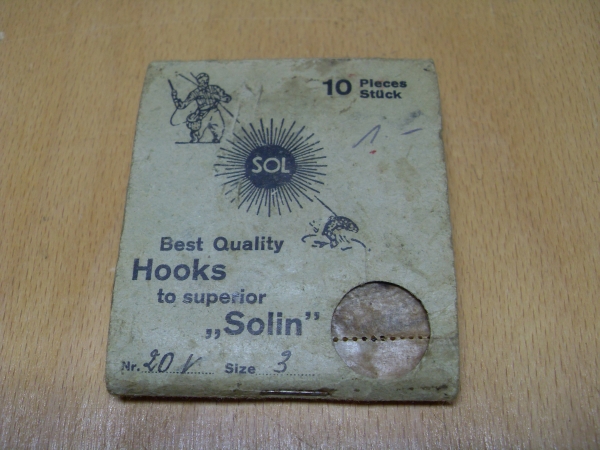 10 Pieces
Stück
1.-
SOL
Best Quality
Hooks
to superior
„Solin”
Nr. 20 V Size 3